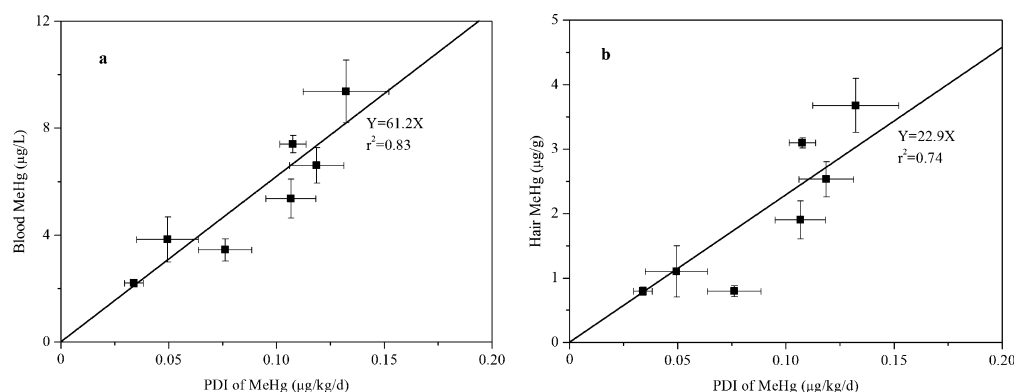 a
12
8
4
0
Blood MeHg (µg/L)
Y=61.2X
r²=0.83
0
0.05
0.10
0.15
0.20
PDI of MeHg (µg/kg/d)
b
5
4
3
2
1
0
Hair MeHg (µg/g)
Y=22.9X
r²=0.74
0
0.05
0.10
0.15
0.20
PDI of MeHg (µg/kg/d)